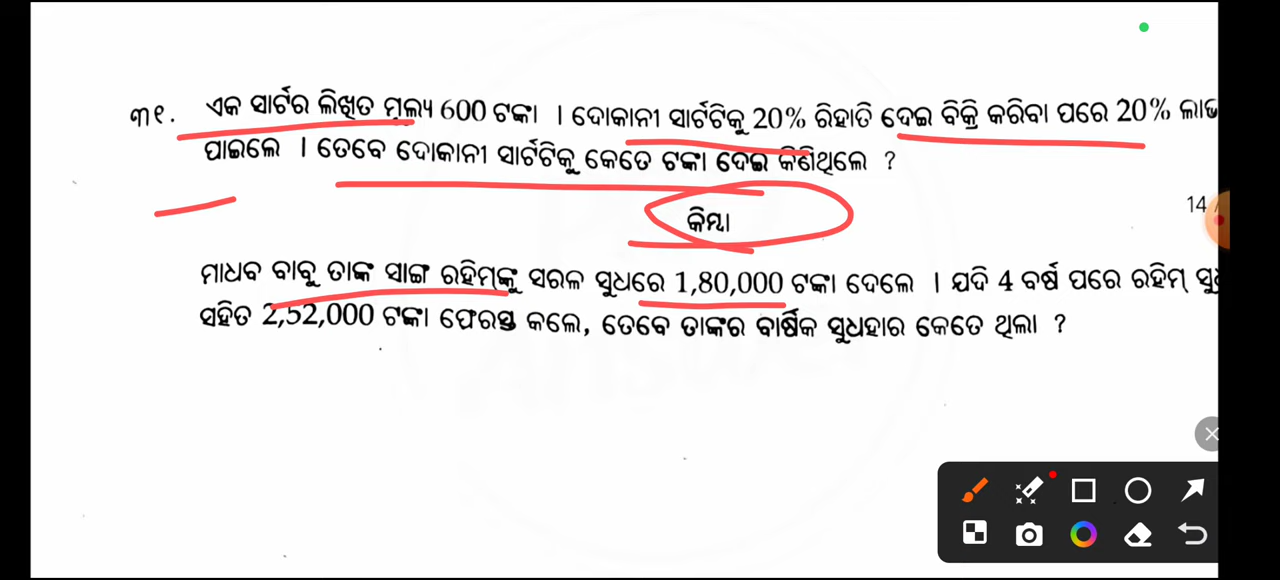 ୩୧. ଏକ ସାର୍ଟର ଲିଖିତ ମୂଲ୍ୟ 600 ଟଙ୍କା । ଦୋକାନୀ ସାର୍ଟଟିକୁ 20% ରିହାତି ଦେଇ ବିକ୍ରି କରିବା ପରେ 20% ଲାଭ
ପାଇଲେ । ତେବେ ଦୋକାନୀ ସାର୍ଟଟିକୁ କେତେ ଟଙ୍କା ଦେଇ କିଣିଥିଲେ ?
କିମ୍ବା
14
ମାଧବ ବାବୁ ତାଙ୍କ ସାଙ୍ଗ ରହିମ୍‌ଙ୍କୁ ସରଳ ସୁଧରେ 1,80,000 ଟଙ୍କା ଦେଲେ । ଯଦି 4 ବର୍ଷ ପରେ ରହିମ୍
ସହିତ 2,52,000 ଟଙ୍କା ଫେରସ୍ତ କଲେ, ତେବେ ତାଙ୍କର ବାର୍ଷିକ ସୁଧହାର କେତେ ଥିଲା ?